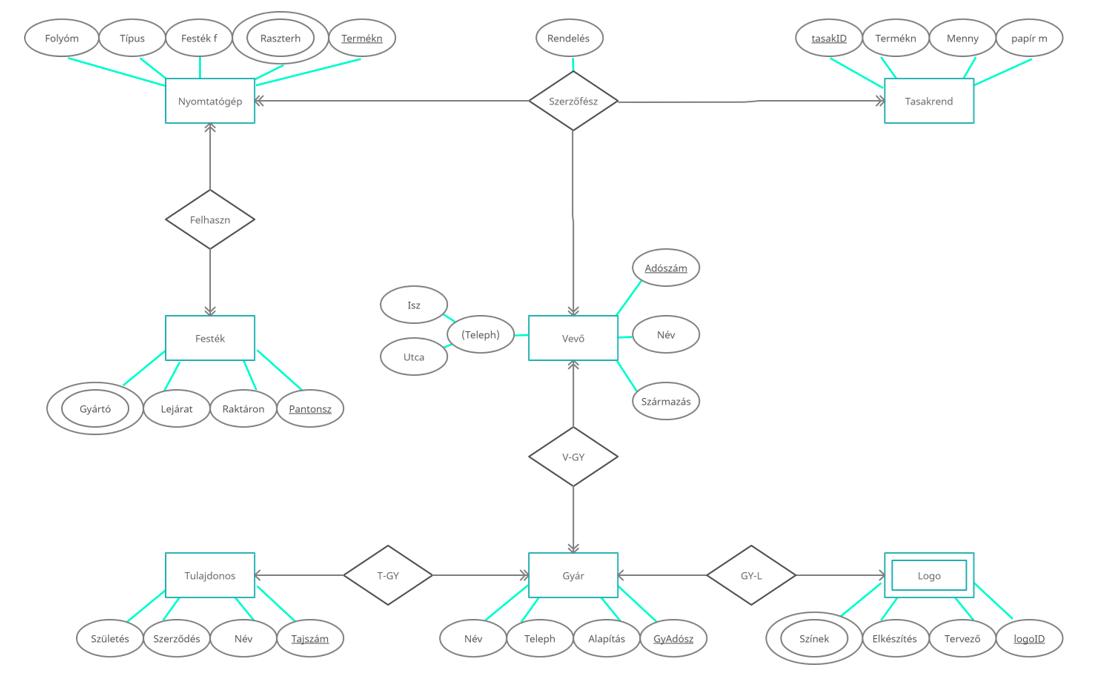 Folyóm
Típus
Festék f
Raszterh
Termékn
Rendelés
tasakID
Termékn
Menny
papír m
Nyomtatógép
Szerzőfész
Tasakrend
Felhaszn
Adószám
Isz
(Teleph)
Utca
Festék
Vevő
Név
Származás
Gyártó
Lejárat
Raktáron
Pantonsz
V-GY
Tulajdonos
T-GY
Gyár
GY-L
Logo
Születés
Szerződés
Név
Tajszám
Név
Teleph
Alapítás
GyAdósz
Színek
Elkészítés
Tervező
logoID